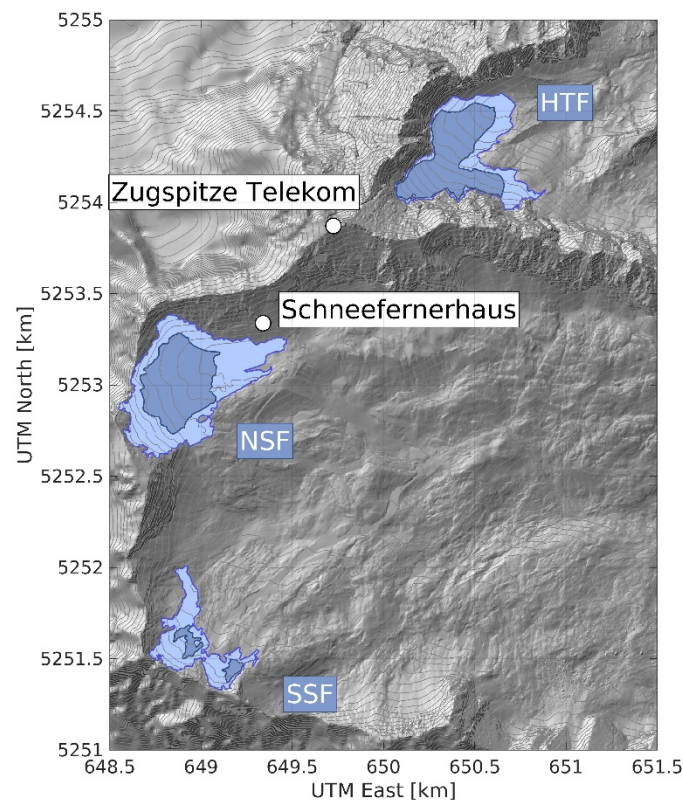 5255
5254.5
5254
5253.5
5253
5252.5
5252
5251.5
5251
UTM North [km]
HTF
Zugspitze Telekom
Schneefernerhaus
NSF
SSF
648.5 649 649.5 650 650.5 651 651.5
UTM East [km]